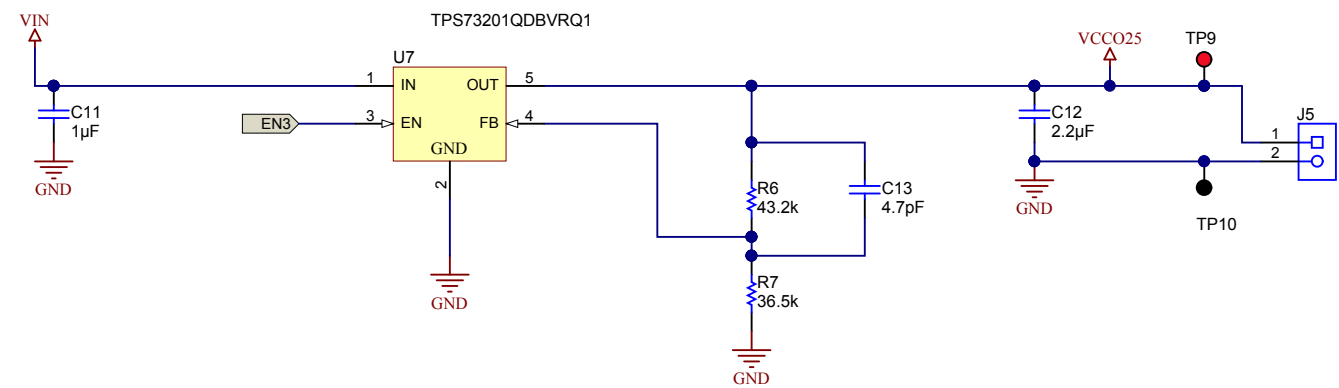 TPS73201QDBVRQ1
VIN
U7
VCCO25
TP9
1
IN
OUT
5
C11
1µF
EN3
3
EN
FB
4
GND
2
GND
GND
R6
43.2k
C13
4.7pF
R7
36.5k
GND
C12
2.2µF
GND
TP10
J5
1
2